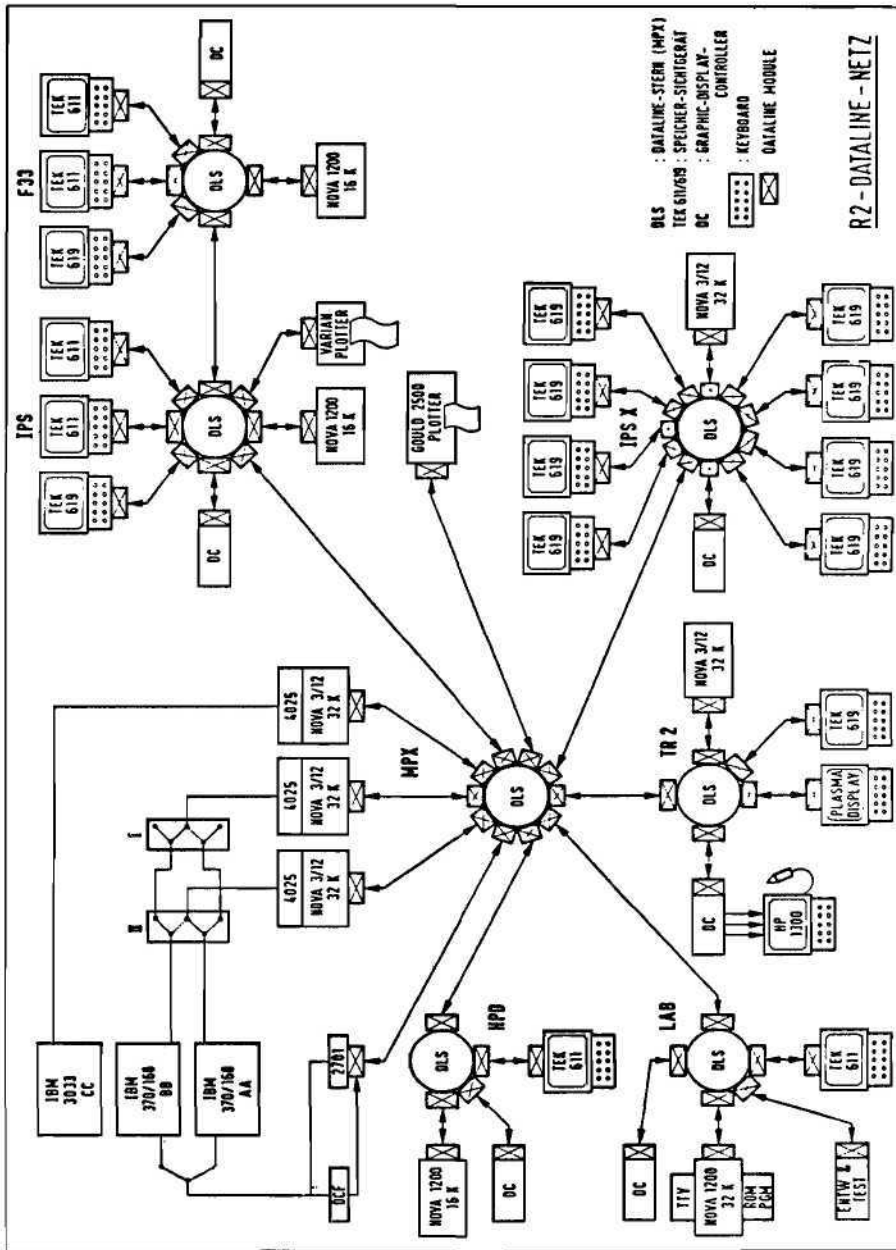 IBM
3033
CC
IBM
370/168
BB
IBM
370/168
AA
DCF
2701
II
I
4025
NOVA 3/12
32 K
4025
NOVA 3/12
32 K
4025
NOVA 3/12
32 K
MPX
DLS
IPS
TEK
619
TEK
611
TEK
611
DC
DLS
VARIAN
PLOTTER
NOVA 1200
16 K
F33
TEK
619
TEK
611
TEK
611
DLS
DC
NOVA 1200
16 K
GOULD 2500
PLOTTER
HPD
NOVA 1200
16 K
DLS
DC
TEK
611
LAB
DC
DLS
TTY
NOVA 1200
32 K
ROM
PGM
ENTW &
TEST
TEK
611
TR 2
DC
DLS
NOVA 3/12
32 K
HP
1300
PLASMA
DISPLAY
TEK
619
IPS X
TEK
619
TEK
619
TEK
619
TEK
619
DC
DLS
NOVA 3/12
32 K
TEK
619
TEK
619
TEK
619
TEK
619
DLS : DATALINE-STERN (MPX)
TEK 611/619 : SPEICHER-SICHTGERÄT
DC : GRAPHIC-DISPLAY-
CONTROLLER
: KEYBOARD
DATALINE MODULE
R2-DATALINE-NETZ